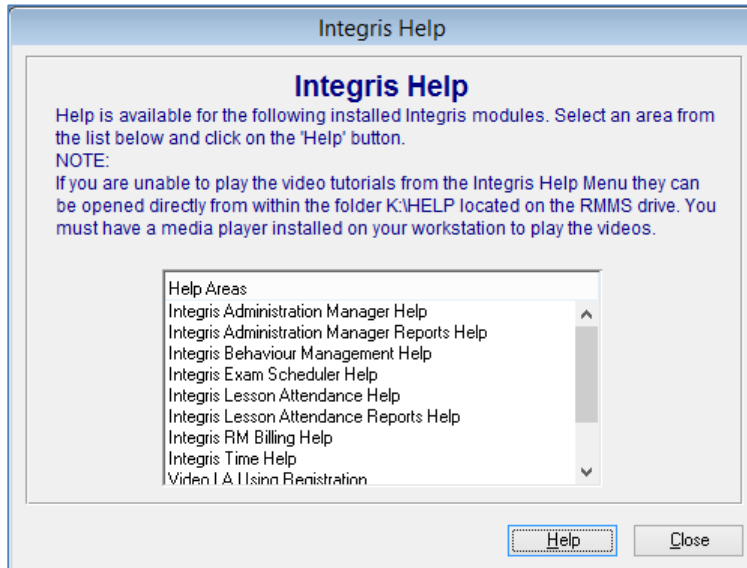 Integris Help
Integris Help
Help is available for the following installed Integris modules. Select an area from
the list below and click on the 'Help' button.
NOTE:
If you are unable to play the video tutorials from the Integris Help Menu they can
be opened directly from within the folder K:\HELP located on the RMMS drive. You
must have a media player installed on your workstation to play the videos.
Help Areas
Integris Administration Manager Help
Integris Administration Manager Reports Help
Integris Behaviour Management Help
Integris Exam Scheduler Help
Integris Lesson Attendance Help
Integris Lesson Attendance Reports Help
Integris RM Billing Help
Integris Time Help
Video LA Using Registration
Help
Close